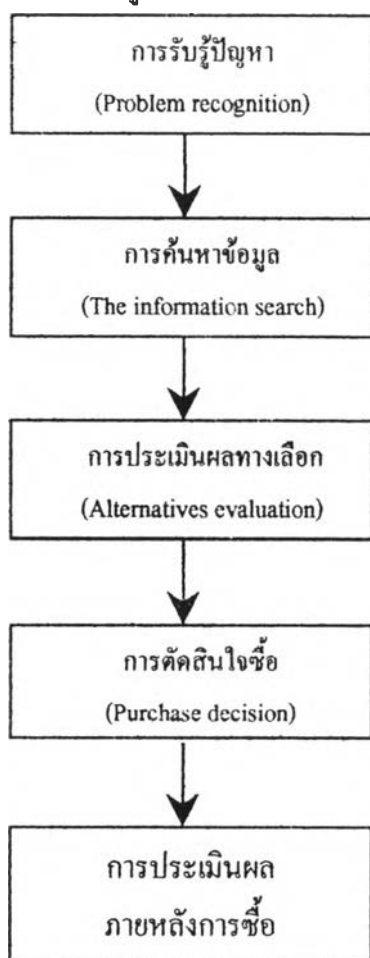 การรับรู้ปัญหา
(Problem recognition)
การค้นหาข้อมูล
(The information search)
การประเมินผลทางเลือก
(Alternatives evaluation)
การตัดสินใจซื้อ
(Purchase decision)
การประเมินผล
ภายหลังการซื้อ